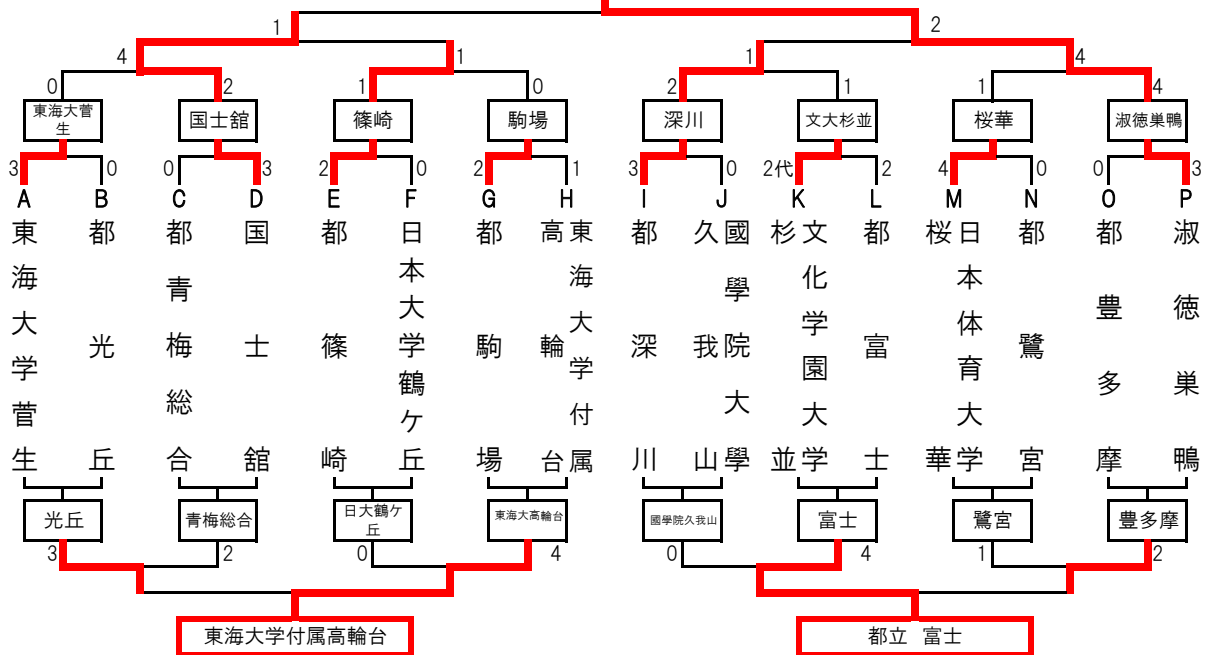 1
2
4
1
1
4
0
2
1
0
2
1
1
4
東海大菅
生
国士舘
篠崎
駒場
深川
文大杉並
桜華
淑徳巣鴨
3
0
0
3
2
0
2
1
3
0
2代
2
4
0
0
3
A
B
C
D
E
F
G
H
I
J
K
L
M
N
O
P
東海大学菅生
都光丘
都青梅総合
国士舘
都篠崎
日本大学鶴ケ丘
都駒場
東海大学付属
高輪台
都深川
國學院大學
久我山
文化学園大学
杉並
都富士
日本体育大学
桜華
都鷺宮
都豊多摩
淑徳巣鴨
光丘
青梅総合
日大鶴ケ
丘
東海大高輪台
國學院久我山
富士
鷺宮
豊多摩
3
2
0
4
0
4
1
2
東海大学付属高輪台
都立 富士